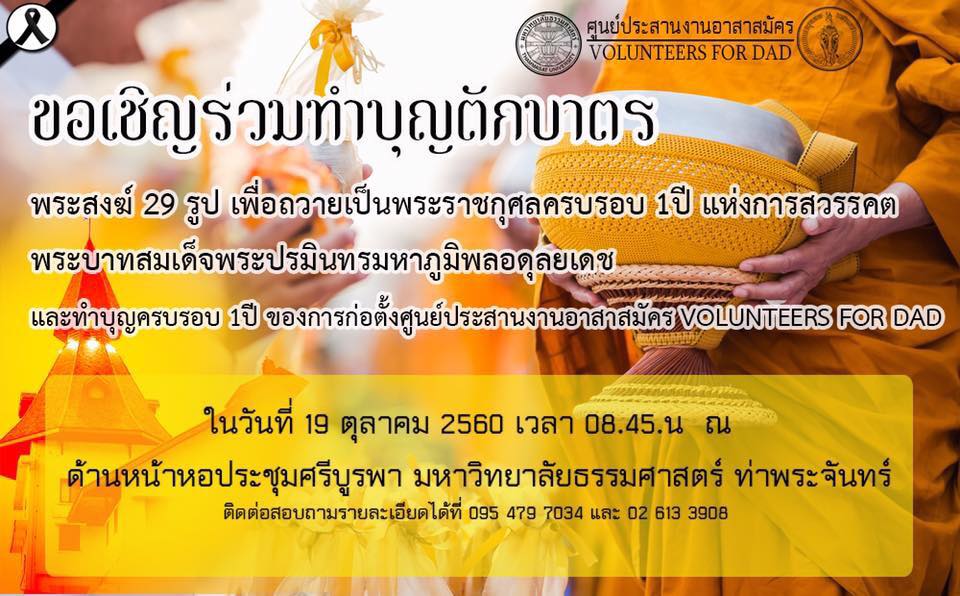 ศูนย์ประสานงานอาสาสมัคร
VOLUNTEERS FOR DAD
ขอเชิญร่วมทำบุญตักบาตร
พระสงฆ์ 29 รูป เพื่อถวายเป็นพระราชกุศลครบรอบ 1ปี แห่งการสวรรคต
พระบาทสมเด็จพระปรมินทรมหาภูมิพลอดุลยเดช
และทำบุญครบรอบ 1ปี ของการก่อตั้งศูนย์ประสานงานอาสาสมัคร VOLUNTEERS FOR DAD
ในวันที่ 19 ตุลาคม 2560 เวลา 08.45.น ณ
ด้านหน้าหอประชุมศรีบูรพา มหาวิทยาลัยธรรมศาสตร์ ท่าพระจันทร์
ติดต่อสอบถามรายละเอียดได้ที่ 095 479 7034 และ 02 613 3908